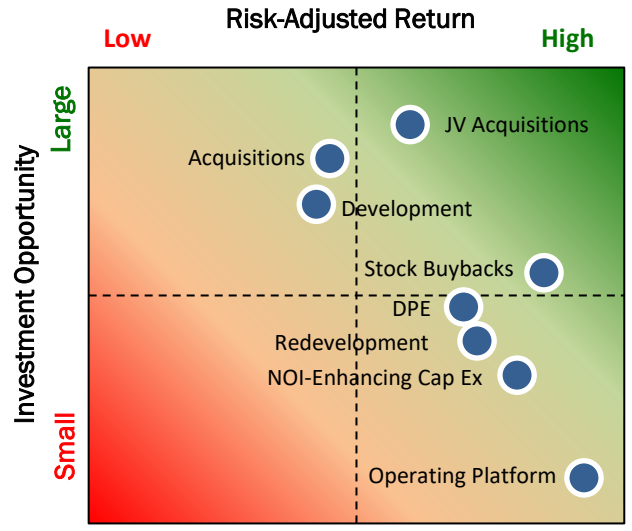 Risk-Adjusted Return
Low
High
Large
Investment Opportunity
Small
JV Acquisitions
Acquisitions
Development
Stock Buybacks
DPE
Redevelopment
NOI-Enhancing Cap Ex
Operating Platform